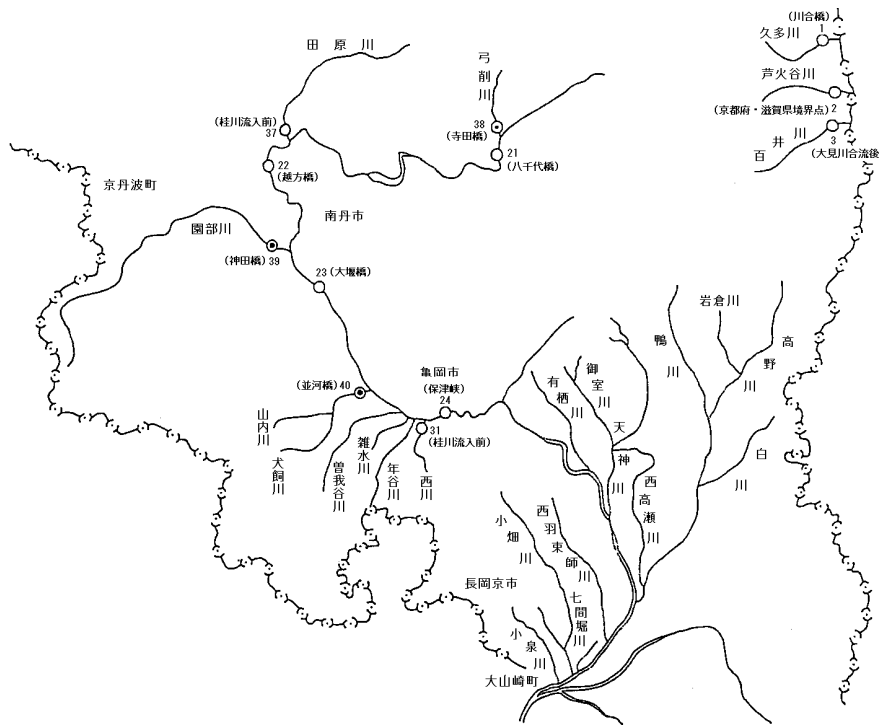 (川合橋)
久多川
1
田原川
弓削川
芦火谷川
(京都府・滋賀県境界点)
2
百井川
3
(大見川合流後
(桂川流入前)
37
38
(寺田橋)
21
(八千代橋)
22
(越方橋)
京丹波町
南丹市
園部川
(神田橋)
39
23
(大堰橋)
岩倉川
鴨川
高野川
亀岡市
(並河橋)
40
(保津峡)
24
御室川
有栖川
天神川
31
(桂川流入前)
山内川
犬飼川
曽我谷川
雑水川
年谷川
西川
白川
西高瀬川
西羽束師川
小畑川
長岡京市
七間堀川
小泉川
大山崎町